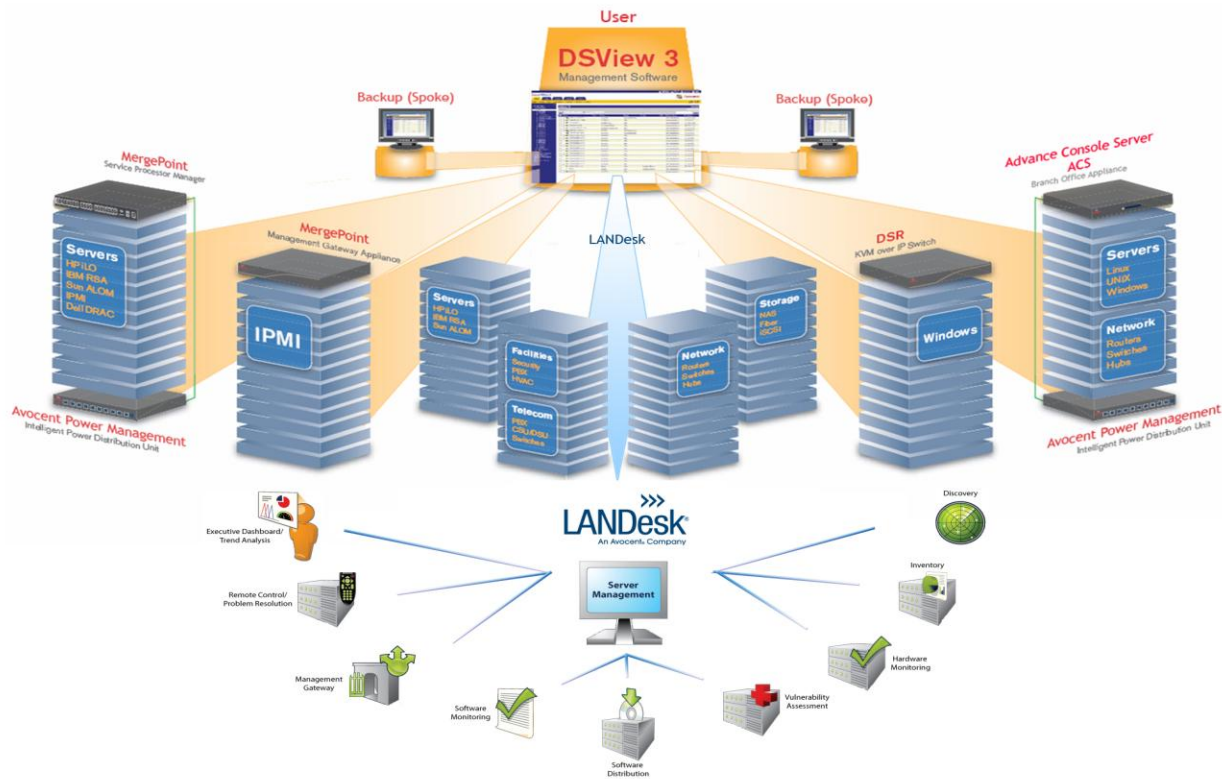 User
DSView 3
Management Software
Backup (Spoke)
Backup (Spoke)
MergePoint
Service Processor Manager
Advance Console Server
ACS
Branch Office Appliance
MergePoint
Management Gateway Appliance
LANDesk
DSR
KVM over IP Switch
Servers
HP iLO
IBM RSA
Sun ALOM
IPMI
Dell DRAC
IPMI
Servers
HP iLO
IBM RSA
Sun ALOM
Facilities
Security
PBX
HVAC
Telecom
PBX
CSU/DSU
Switches
Network
Routers
Switches
Hubs
Storage
NAS
Fiber
iSCSI
Windows
Servers
Linux
UNIX
Windows
Network
Routers
Switches
Hubs
Avocent Power Management
Intelligent Power Distribution Unit
Avocent Power Management
Intelligent Power Distribution Unit
LANDesk®
An Avocent® Company
Server
Management
Executive Dashboard/
Trend Analysis
Remote Control/
Problem Resolution
Management
Gateway
Software
Monitoring
Software
Distribution
Vulnerability
Assessment
Hardware
Monitoring
Inventory
Discovery